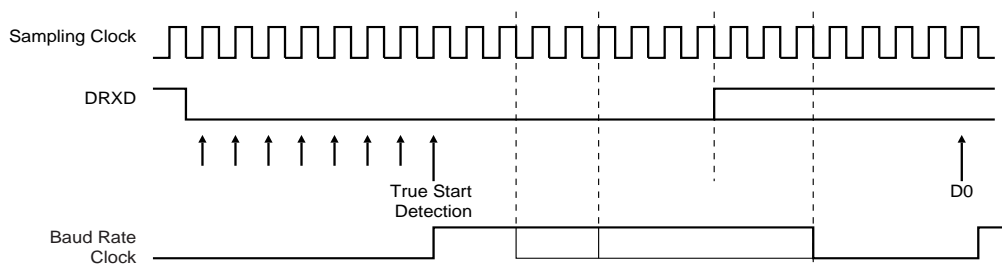 Sampling Clock
DRXD
True Start
Detection
D0
Baud Rate
Clock